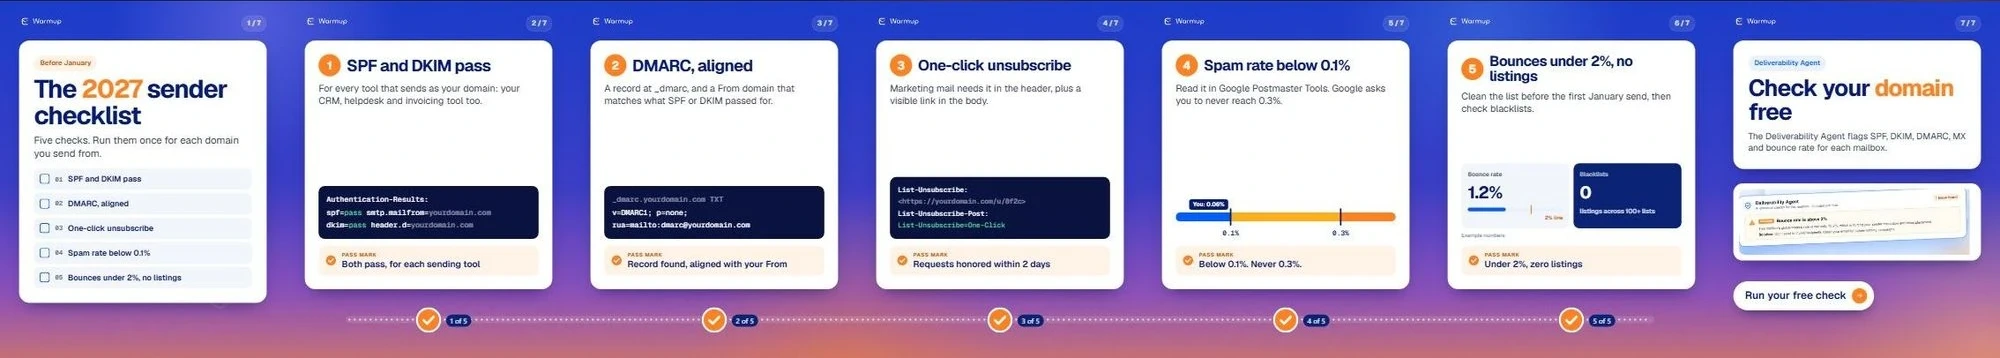 Warmup
1/7
Before January
The 2027 sender
checklist
Five checks. Run them once for each domain
you send from.
01 SPF and DKIM pass
02 DMARC, aligned
03 One-click unsubscribe
04 Spam rate below 0.1%
05 Bounces under 2%, no listings
Warmup
2/7
1 SPF and DKIM pass
For every tool that sends as your domain: your
CRM, helpdesk and invoicing tool too.
Authentication-Results:
spf=pass smtp.mailfrom=yourdomain.com
dkim=pass header.d=yourdomain.com
PASS MARK
Both pass, for each sending tool
1 of 5
Warmup
3/7
2 DMARC, aligned
A record at _dmarc, and a From domain that
matches what SPF or DKIM passed for.
_dmarc.yourdomain.com TXT
v=DMARC1; p=none;
rua=mailto:dmarc@yourdomain.com
PASS MARK
Record found, aligned with your From
2 of 5
Warmup
4/7
3 One-click unsubscribe
Marketing mail needs it in the header, plus a
visible link in the body.
List-Unsubscribe:
<https://yourdomain.com/u/8f2c>
List-Unsubscribe-Post:
List-Unsubscribe=One-Click
PASS MARK
Requests honored within 2 days
3 of 5
Warmup
5/7
4 Spam rate below 0.1%
Read it in Google Postmaster Tools. Google asks
you to never reach 0.3%.
You: 0.06%
0.1%
0.3%
PASS MARK
Below 0.1%. Never 0.3%.
4 of 5
Warmup
6/7
5 Bounces under 2%, no
listings
Clean the list before the first January send, then
check blacklists.
Bounce rate
1.2%
2% line
Blacklists
0
listings across 100+ lists
Example numbers
PASS MARK
Under 2%, zero listings
5 of 5
Warmup
7/7
Deliverability Agent
Check your domain
free
The Deliverability Agent flags SPF, DKIM, DMARC, MX
and bounce rate for each mailbox.
Deliverability Agent
Bounce rate is above 2%
Run your free check